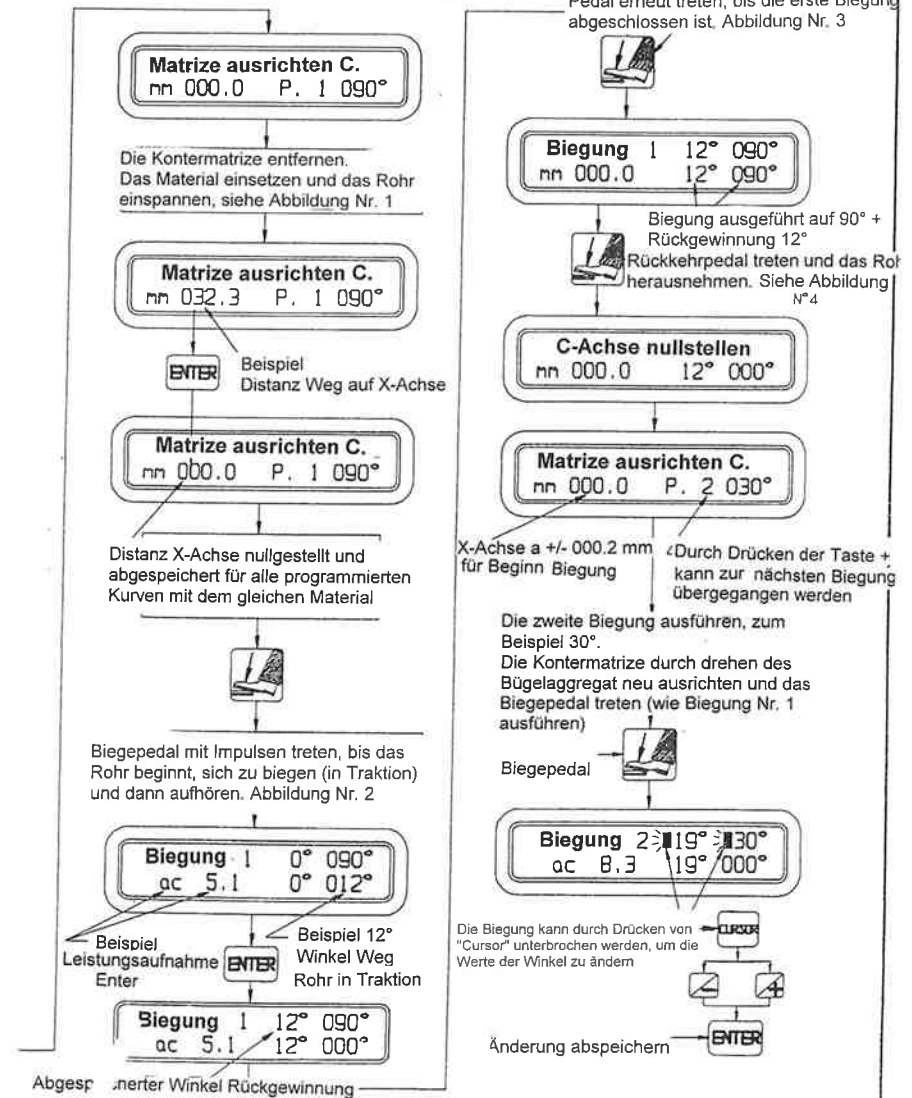 Matrize ausrichten C.
mm 000.0 P. 1 090°
Die Kontermatrize entfernen.
Das Material einsetzen und das Rohr
einspannen, siehe Abbildung Nr. 1
Matrize ausrichten C.
mm 032.3 P. 1 090°
ENTER
Beispiel
Distanz Weg auf X-Achse
Matrize ausrichten C.
mm 000.0 P. 1 090°
Distanz X-Achse nullgestellt und
abgespeichert für alle programmierten
Kurven mit dem gleichen Material
Biegepedal mit Impulsen treten, bis das
Rohr beginnt, sich zu biegen (in Traktion)
und dann aufhören. Abbildung Nr. 2
Biegung 1 0° 090°
ac 5.1 0° 012°
Beispiel
Leistungsaufnahme
Enter
ENTER
Beispiel 12°
Winkel Weg
Rohr in Traktion
Biegung 1 12° 090°
ac 5.1 12° 000°
Winkel Rückgewinnung
Pedal erneut treten, bis die erste Biegung
abgeschlossen ist. Abbildung Nr. 3
Biegung 1 12° 090°
mm 000.0 12° 090°
Biegung ausgeführt auf 90° +
Rückgewinnung 12°
Rückkehrpedal treten und das Roh
herausnehmen. Siehe Abbildung
N°4
C-Achse nullstellen
mm 000.0 12° 000°
Matrize ausrichten C.
mm 000.0 P. 2 030°
X-Achse a +/- 000.2 mm
für Beginn Biegung
Durch Drücken der Taste +
kann zur nächsten Biegung
übergegangen werden
Die zweite Biegung ausführen, zum
Beispiel 30°.
Die Kontermatrize durch drehen des
Bügelaggregat neu ausrichten und das
Biegepedal treten (wie Biegung Nr. 1
ausführen)
Biegepedal
Biegung 2 19° 30°
ac 8.3 19° 000°
Die Biegung kann durch Drücken von
"Cursor" unterbrochen werden, um die
Werte der Winkel zu ändern
CURSOR
- +
Änderung abspeichern
ENTER